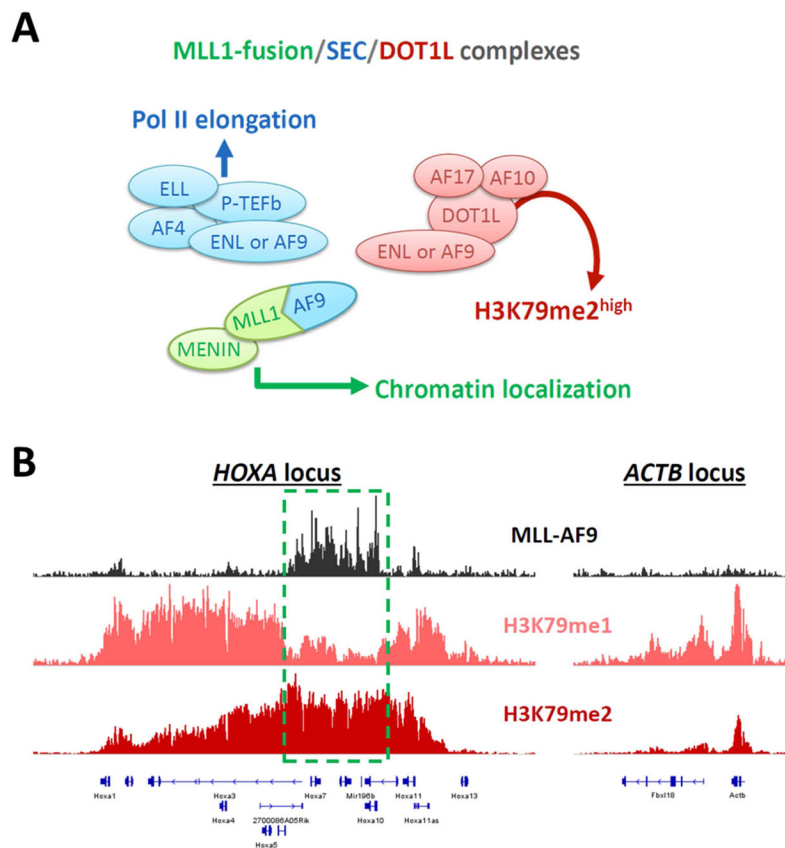 A
MLL1-fusion/SEC/DOT1L complexes
Pol II elongation
ELL
P-TEFb
AF4
ENL or AF9
AF17
AF10
DOT1L
ENL or AF9
H3K79me2high
MLL1
AF9
MENIN
Chromatin localization
B
HOXA locus
ACTB locus
MLL-AF9
H3K79me1
H3K79me2
Hoxa1
Hoxa3
Hoxa7
Mir196b
Hoxa11
Hoxa13
Fbxl18
Actb
Hoxa4
2700086A05Rik
Hoxa10
Hoxa11as
Hoxa5